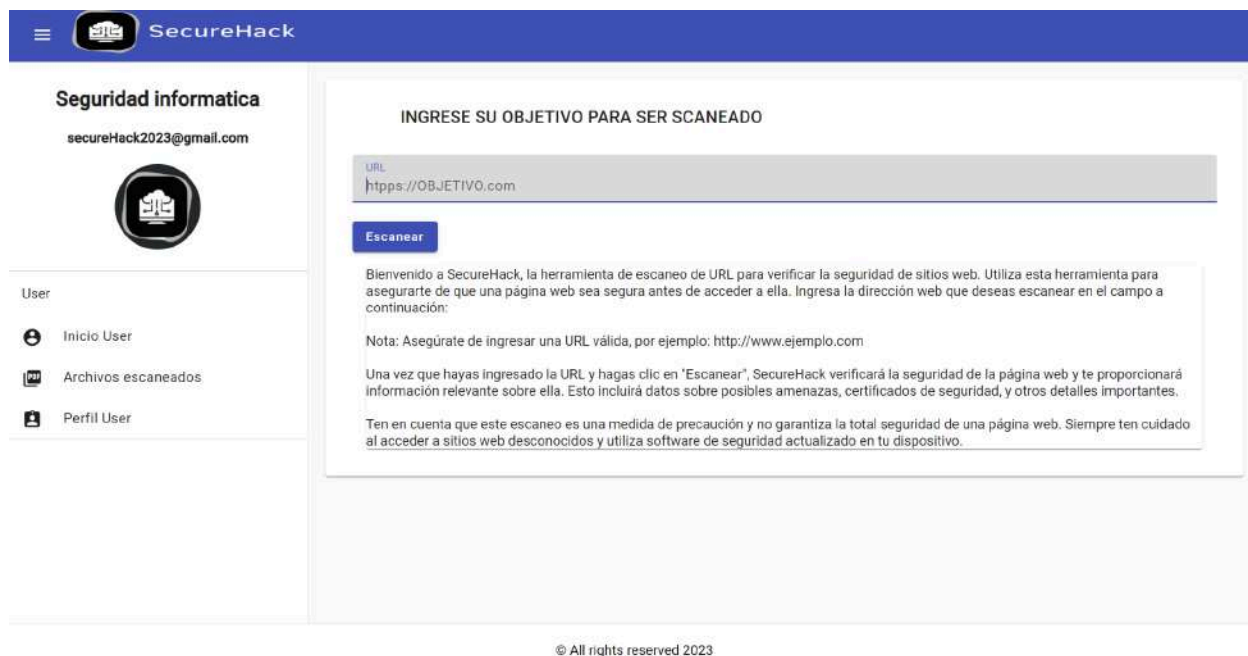 SecureHack
Seguridad informatica
secureHack2023@gmail.com
User
Inicio User
PDF
Archivos escaneados
Perfil User
INGRESE SU OBJETIVO PARA SER SCANEADO
URL
htpps://OBJETIVO.com
Escanear
Bienvenido a SecureHack, la herramienta de escaneo de URL para verificar la seguridad de sitios web. Utiliza esta herramienta para
asegurarte de que una página web sea segura antes de acceder a ella. Ingresa la dirección web que deseas escanear en el campo a
continuación:
Nota: Asegúrate de ingresar una URL válida, por ejemplo: http://www.ejemplo.com
Una vez que hayas ingresado la URL y hagas clic en "Escanear", SecureHack verificará la seguridad de la página web y te proporcionará
información relevante sobre ella. Esto incluirá datos sobre posibles amenazas, certificados de seguridad, y otros detalles importantes.
Ten en cuenta que este escaneo es una medida de precaución y no garantiza la total seguridad de una página web. Siempre ten cuidado
al acceder a sitios web desconocidos y utiliza software de seguridad actualizado en tu dispositivo.
© All rights reserved 2023